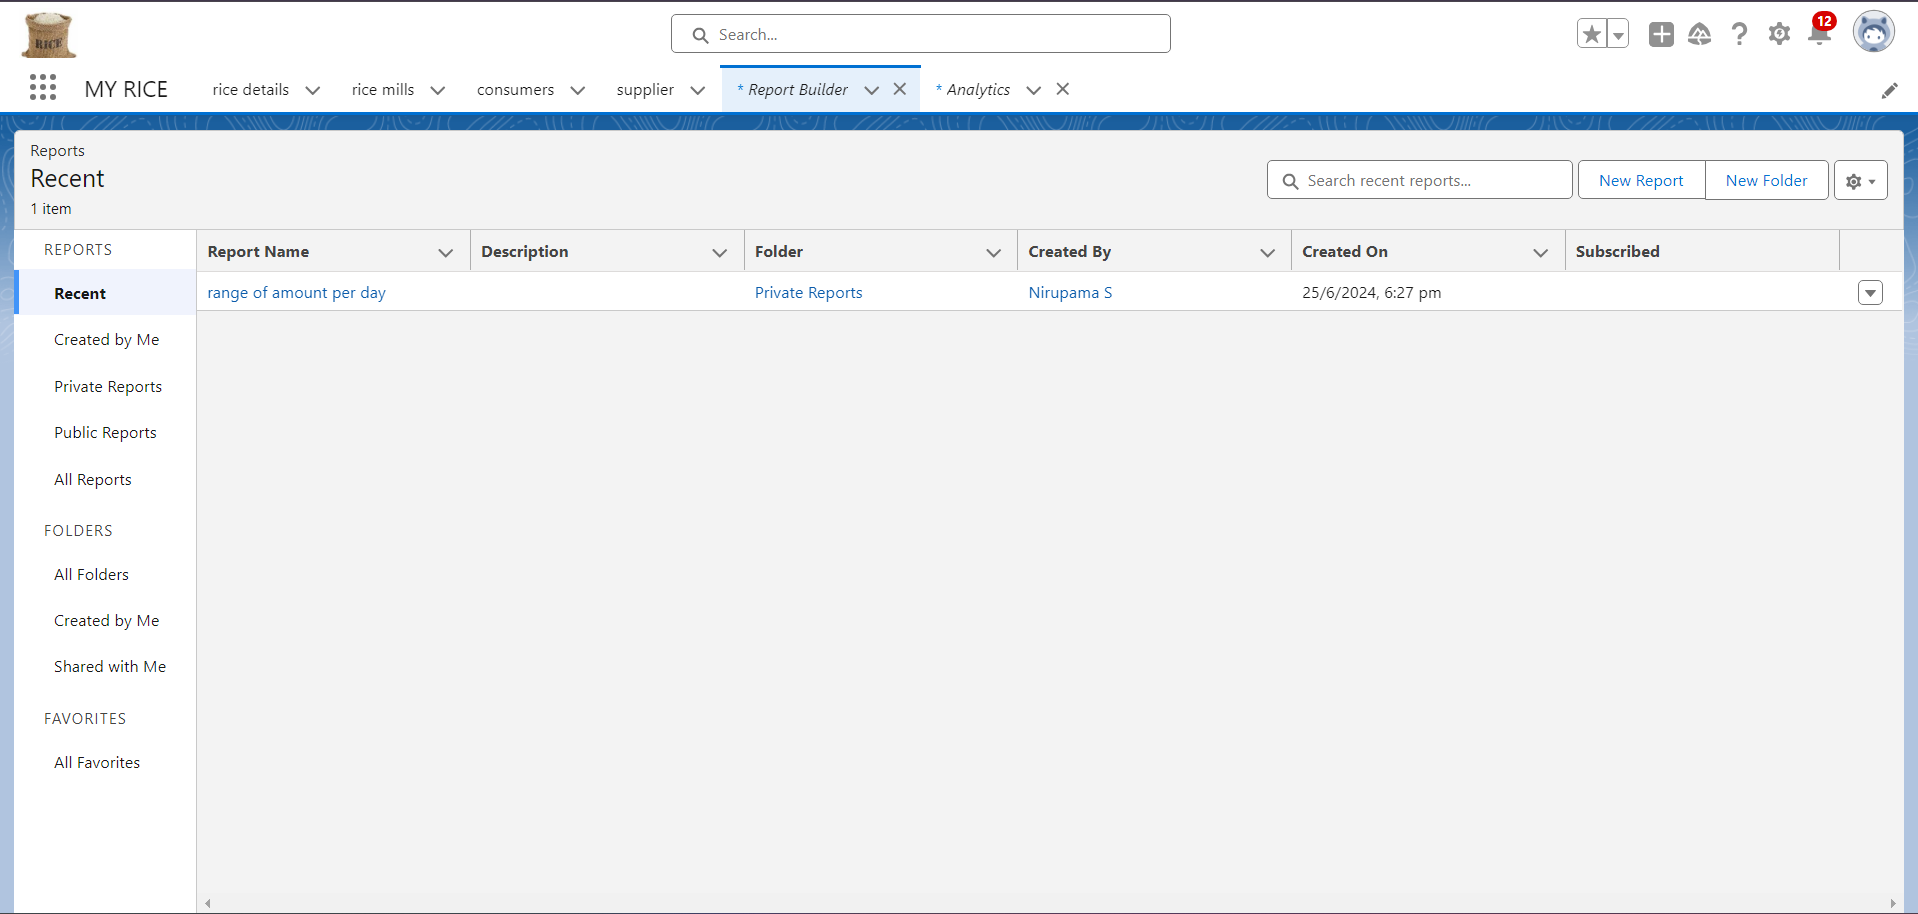 RICE
Search...
12
MY RICE
rice details
rice mills
consumers
supplier
* Report Builder
* Analytics
Reports
Recent
1 item
Search recent reports...
New Report
New Folder
REPORTS
Recent
Created by Me
Private Reports
Public Reports
All Reports
FOLDERS
All Folders
Created by Me
Shared with Me
FAVORITES
All Favorites
Report Name Description Folder Created By Created On Subscribed
range of amount per day Private Reports Nirupama S 25/6/2024, 6:27 pm